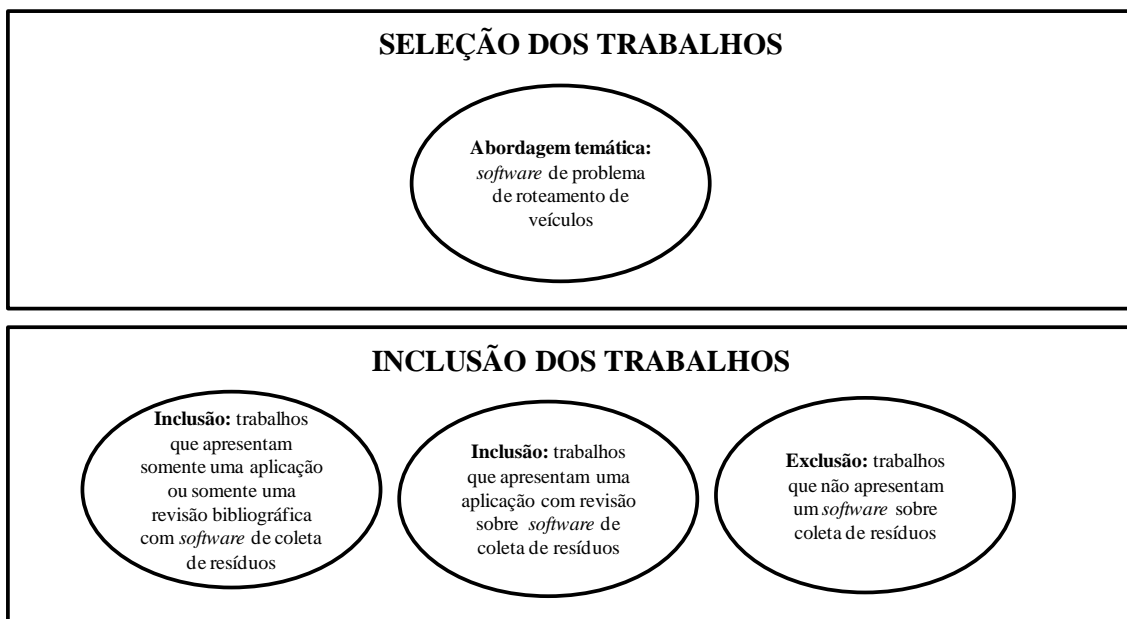 SELEÇÃO DOS TRABALHOS
Abordagem temática:
software de problema
de roteamento de
veículos
INCLUSÃO DOS TRABALHOS
Inclusão: trabalhos
que apresentam
somente uma aplicação
ou somente uma
revisão bibliográfica
com software de coleta
de resíduos
Inclusão: trabalhos
que apresentam uma
aplicação com revisão
sobre software de
coleta de resíduos
Exclusão: trabalhos
que não apresentam
um software sobre
coleta de resíduos